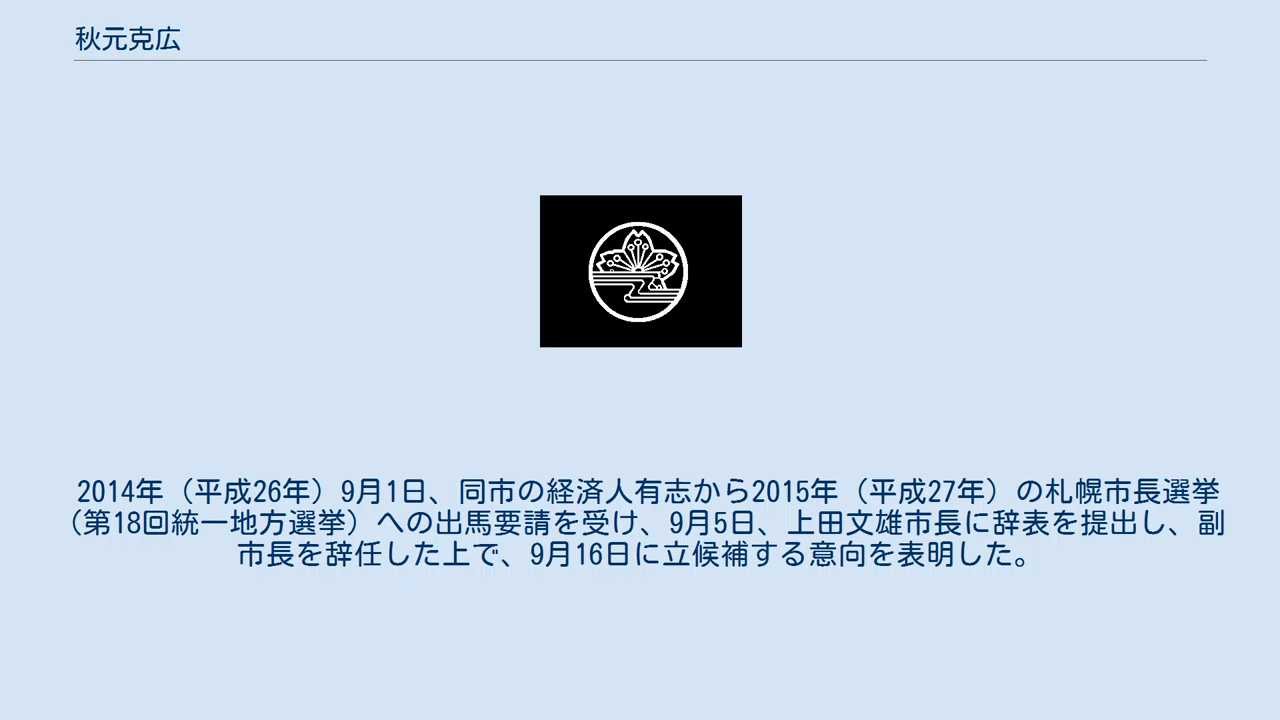 秋元克広
2014年（平成26年）9月1日、同市の経済人有志から2015年（平成27年）の札幌市長選挙
（第18回統一地方選挙）への出馬要請を受け、9月5日、上田文雄市長に辞表を提出し、副
市長を辞任した上で、9月16日に立候補する意向を表明した。